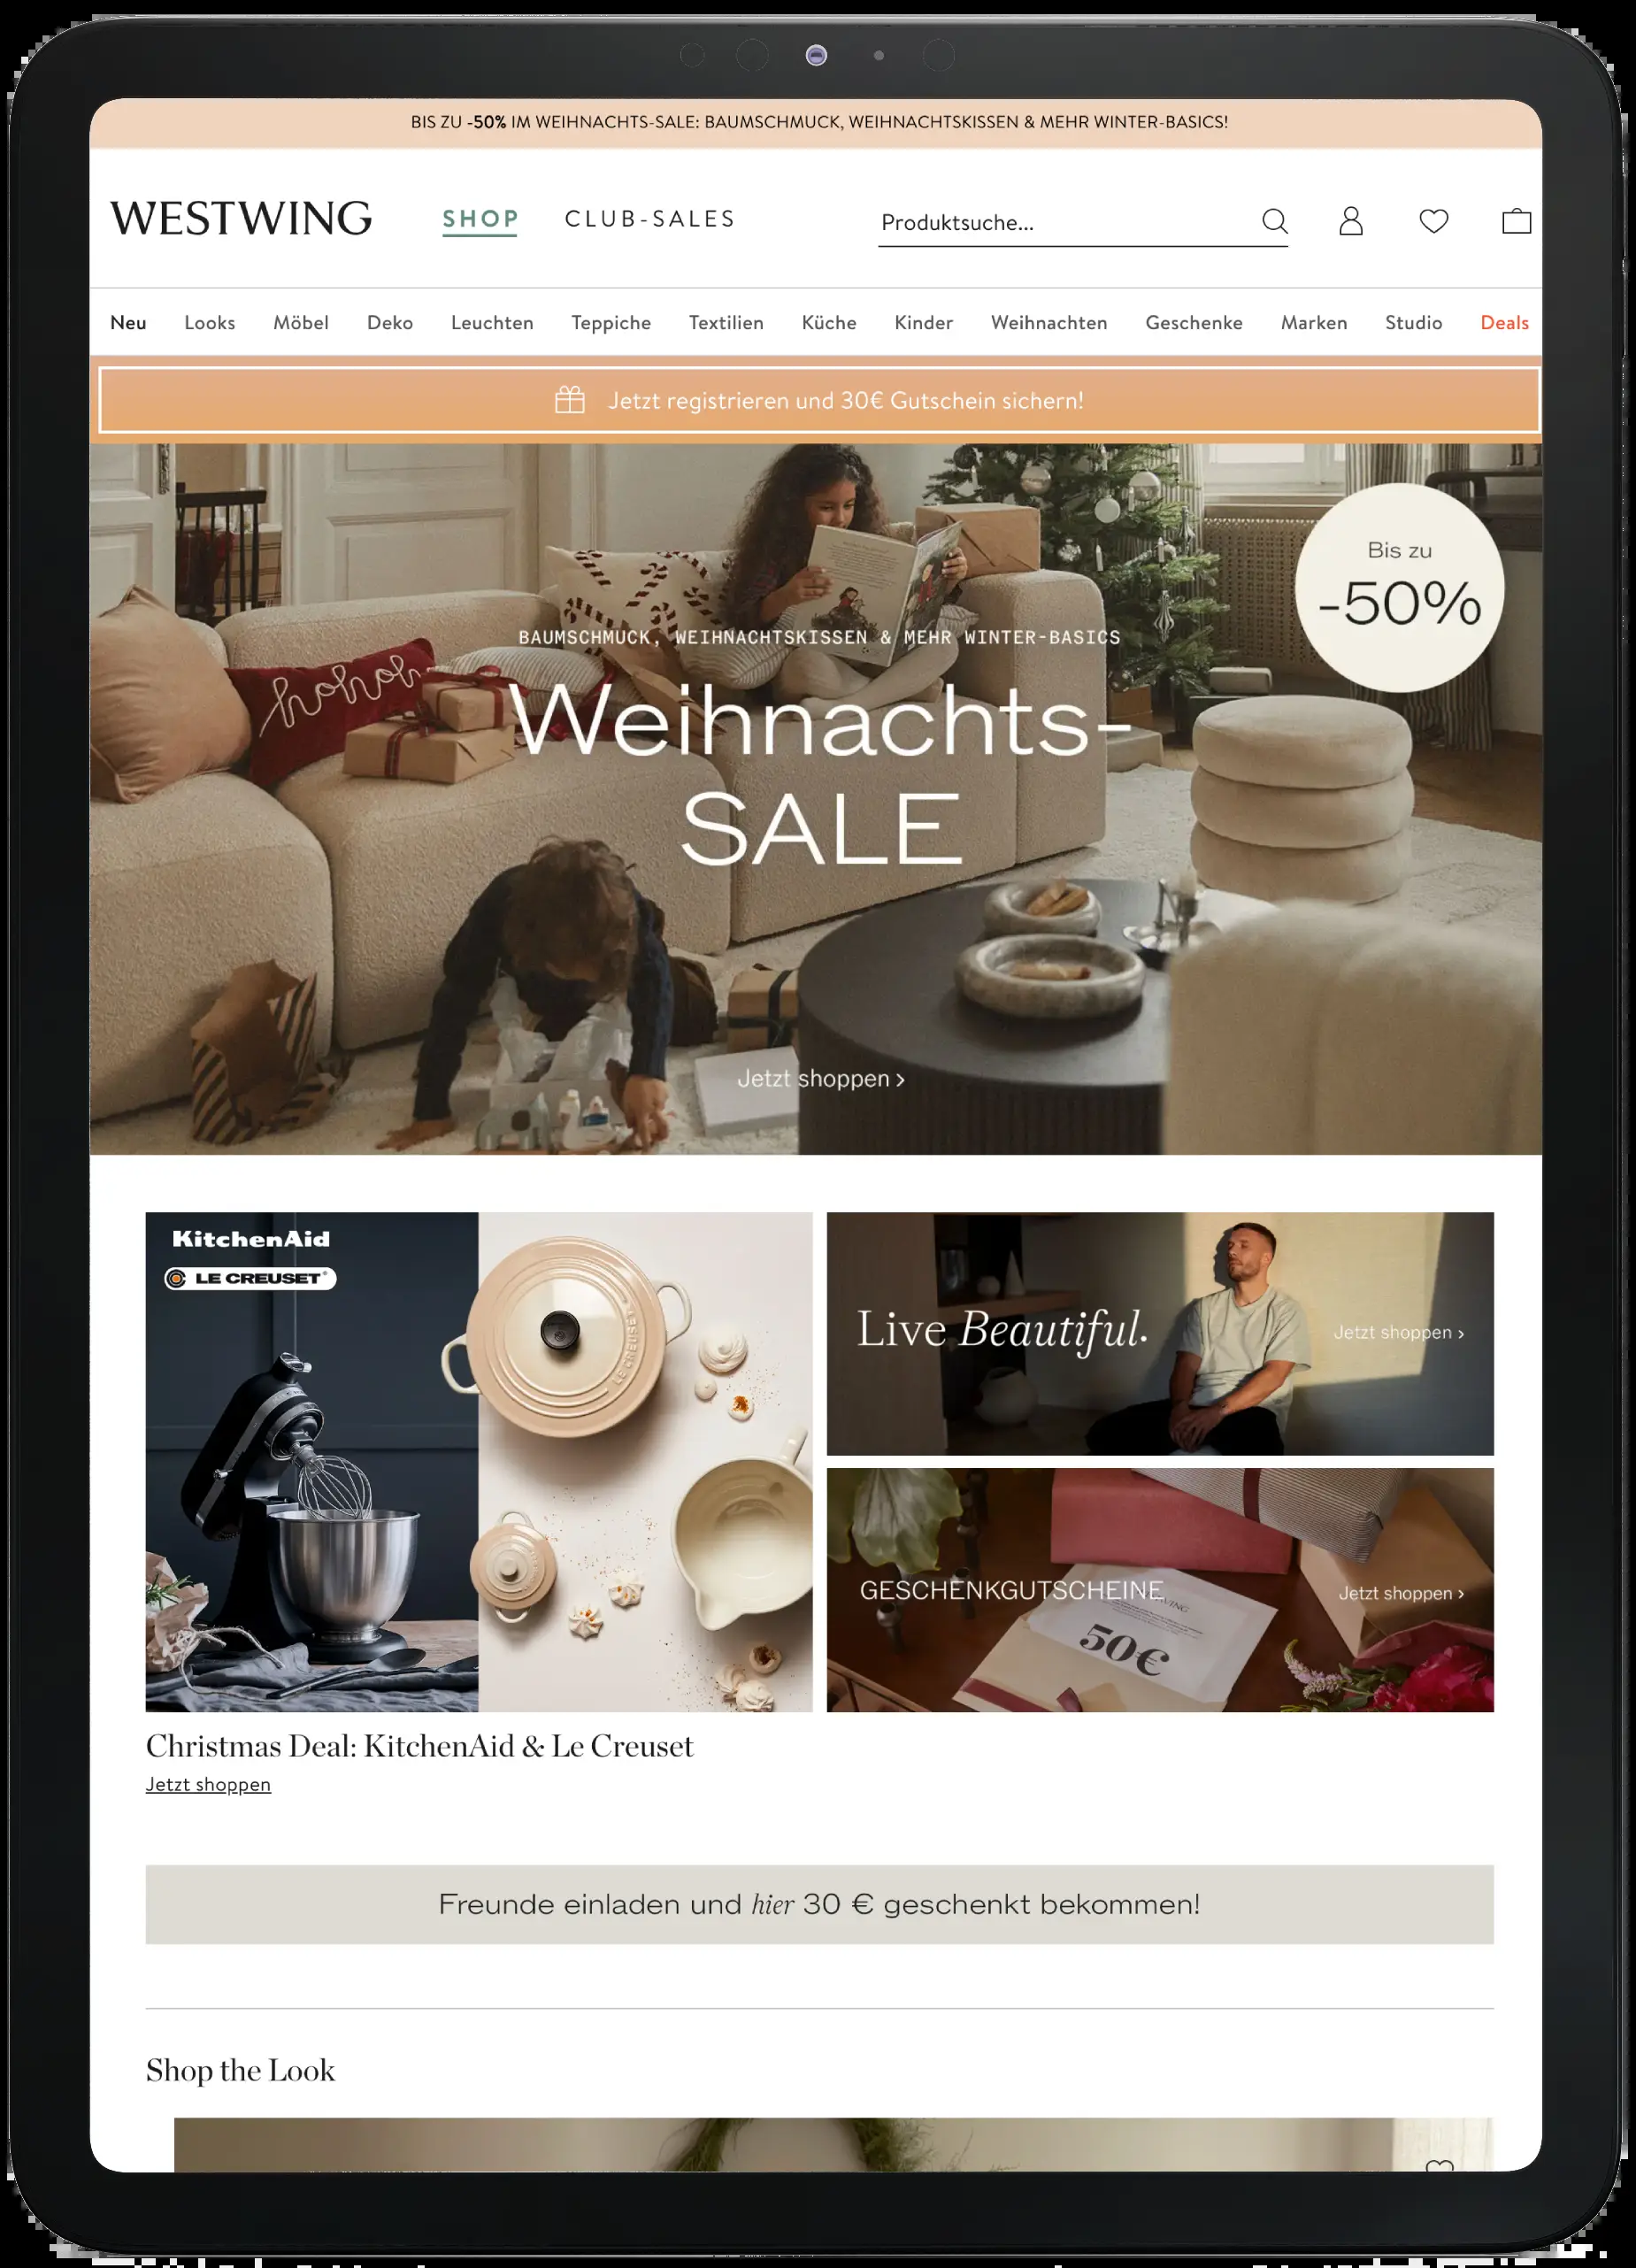 BIS ZU -50% IM WEIHNACHTS-SALE: BAUMSCHMUCK, WEIHNACHTSKISSEN & MEHR WINTER-BASICS!
WESTWING
SHOP
CLUB-SALES
Produktsuche...
Neu Looks Möbel Deko Leuchten Teppiche Textilien Küche Kinder Weihnachten Geschenke Marken Studio Deals
Jetzt registrieren und 30€ Gutschein sichern!
Bis zu
-50%
hohoh
BAUMSCHMUCK, WEIHNACHTSKISSEN & MEHR WINTER-BASICS
Weihnachts-
SALE
Jetzt shoppen ›
KitchenAid
LE CREUSET®
LE CREUSET
Live Beautiful.
Jetzt shoppen ›
GESCHENKGUTSCHEINE
Jetzt shoppen ›
50€
Christmas Deal: KitchenAid & Le Creuset
Jetzt shoppen
Freunde einladen und hier 30 € geschenkt bekommen!
Shop the Look